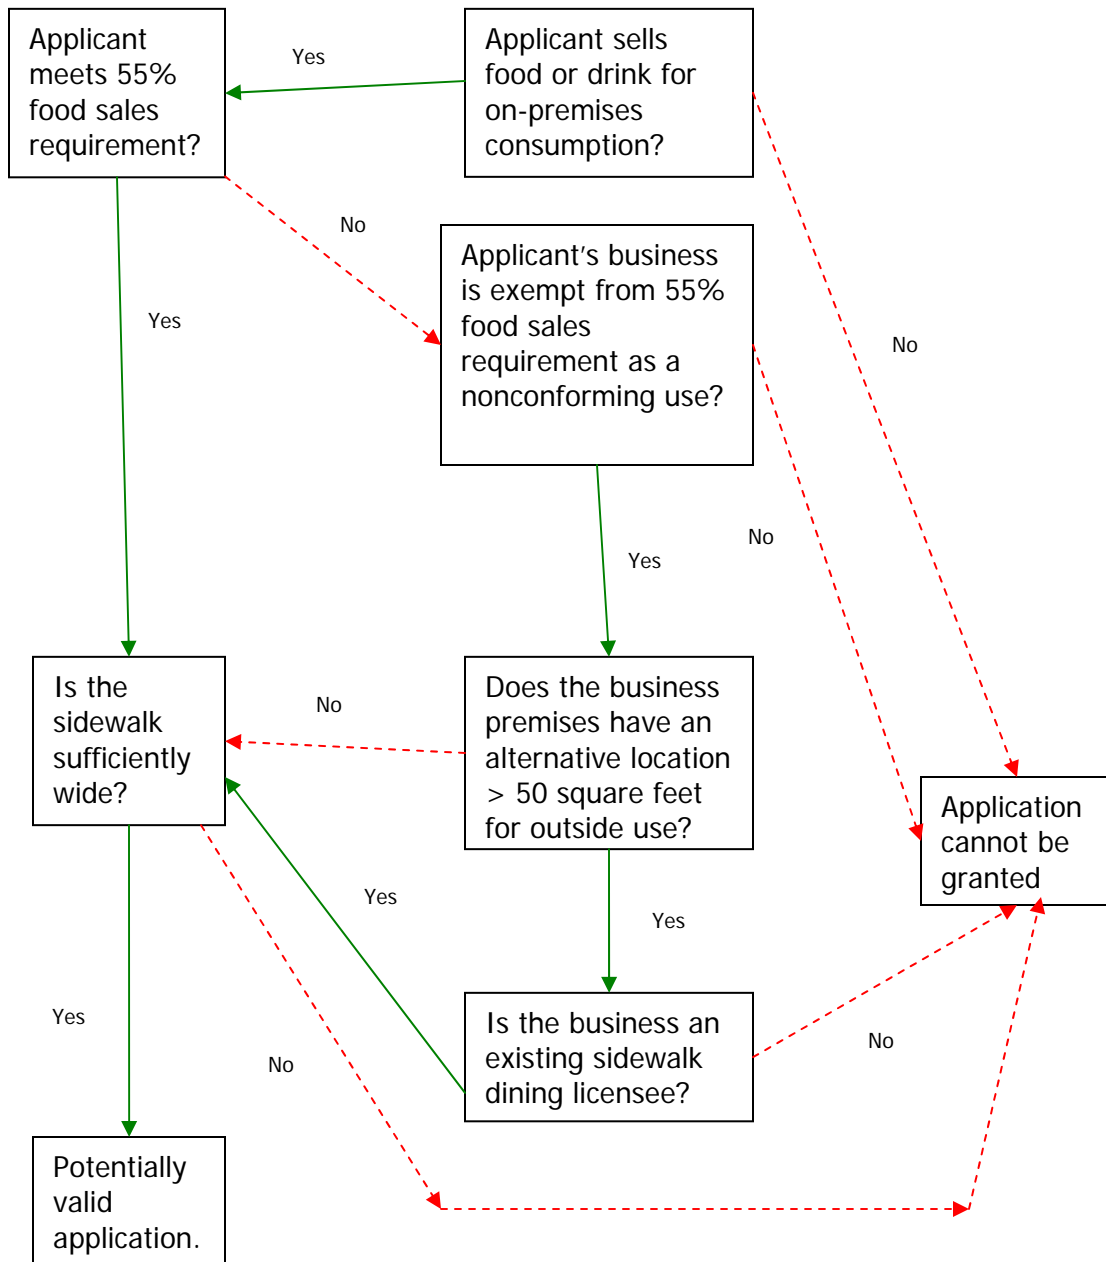 Applicant
meets 55%
food sales
requirement?
Yes
Applicant sells
food or drink for
on-premises
consumption?
No
Applicant's business
is exempt from 55%
food sales
requirement as a
nonconforming use?
Yes
No
No
Yes
Is the
sidewalk
sufficiently
wide?
No
Does the business
premises have an
alternative location
> 50 square feet
for outside use?
Application
cannot be
granted
Yes
Yes
Is the business an
existing sidewalk
dining licensee?
No
Yes
No
Potentially
valid
application.